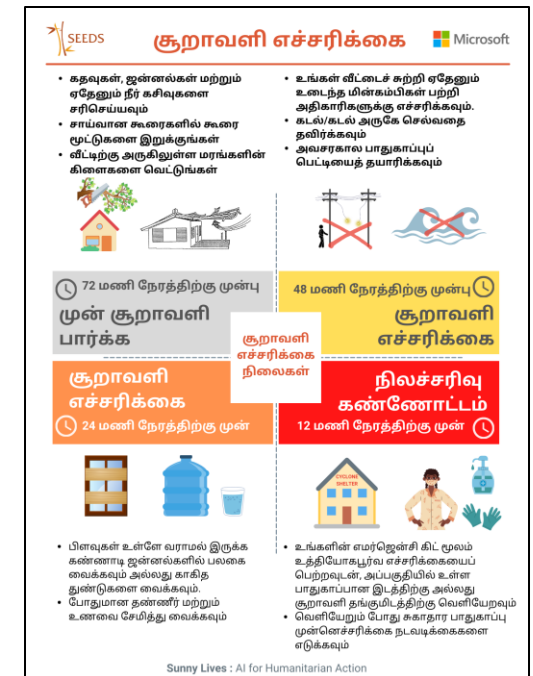 SEEDS
சூறாவளி எச்சரிக்கை
Microsoft
• கதவுகள், ஜன்னல்கள் மற்றும்
ஏதேனும் நீர் கசிவுகளை
சரிசெய்யவும்
• சாய்வான கூரைகளில் கூரை
மூட்டுகளை இறுக்குங்கள்
• வீட்டிற்கு அருகிலுள்ள மரங்களின்
கிளைகளை வெட்டுங்கள்
• உங்கள் வீட்டைச் சுற்றி ஏதேனும்
உடைந்த மின்கம்பிகள் பற்றி
அதிகாரிகளுக்கு எச்சரிக்கவும்.
• கடல்/கடல் அருகே செல்வதை
தவிர்க்கவும்
• அவசரகால பாதுகாப்புப்
பெட்டியைத் தயாரிக்கவும்
72 மணி நேரத்திற்கு முன்பு
முன் சூறாவளி
பார்க்க
48 மணி நேரத்திற்கு முன்பு
சூறாவளி
எச்சரிக்கை
சூறாவளி
எச்சரிக்கை
நிலைகள்
சூறாவளி
எச்சரிக்கை
24 மணி நேரத்திற்கு முன்
நிலச்சரிவு
கண்ணோட்டம்
12 மணி நேரத்திற்கு முன்
CYCLONE
SHELTER
• பிளவுகள் உள்ளே வராமல் இருக்க
கண்ணாடி ஜன்னல்களில் பலகை
வைக்கவும் அல்லது காகித
துண்டுகளை வைக்கவும்.
• போதுமான தண்ணீர் மற்றும்
உணவை சேமித்து வைக்கவும்
• உங்களின் எமர்ஜென்சி கிட் மூலம்
உத்தியோகபூர்வ எச்சரிக்கையைப்
பெற்றவுடன், அப்பகுதியில் உள்ள
பாதுகாப்பான இடத்திற்கு அல்லது
சூறாவளி தங்குமிடத்திற்கு வெளியேறவும்
• வெளியேறும் போது சுகாதார பாதுகாப்பு
முன்னெச்சரிக்கை நடவடிக்கைகளை
எடுக்கவும்
Sunny Lives : AI for Humanitarian Action